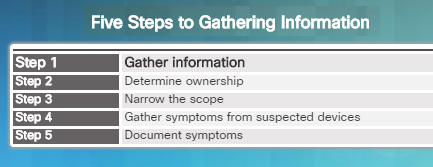 Five Steps to Gathering Information
Step 1 Gather information
Step 2 Determine ownership
Step 3 Narrow the scope
Step 4 Gather symptoms from suspected devices
Step 5 Document symptoms